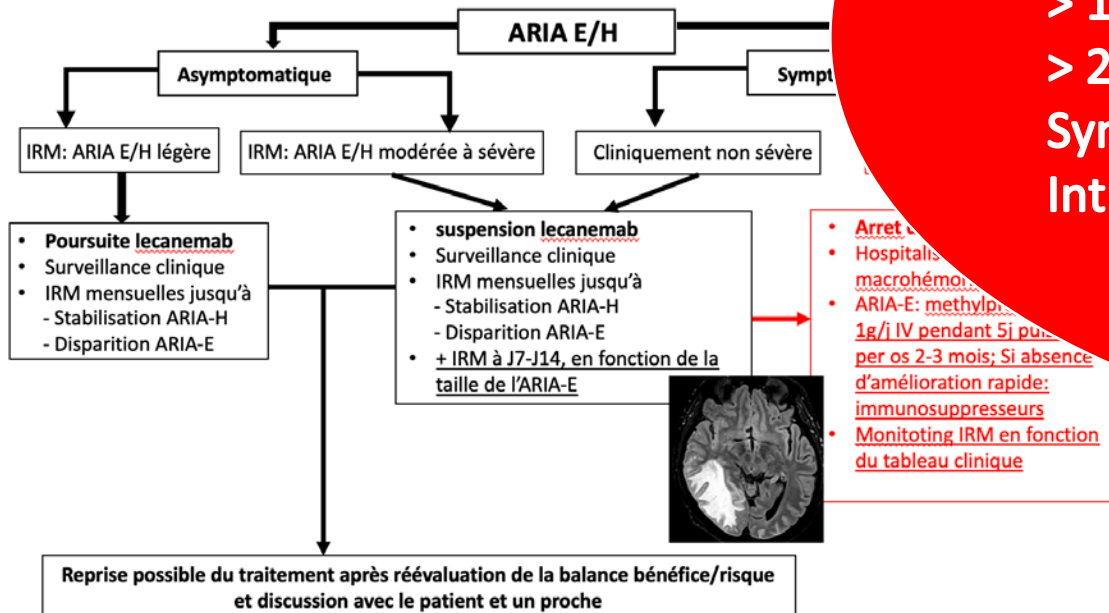 ARIA E/H
> 1
> 2
Asymptomatique
Sympt
Sym
Int
IRM: ARIA E/H légère
IRM: ARIA E/H modérée à sévère
Cliniquement non sévère
• Poursuite lecanemab
• Surveillance clinique
• IRM mensuelles jusqu’à
- Stabilisation ARIA-H
- Disparition ARIA-E
• suspension lecanemab
• Surveillance clinique
• IRM mensuelles jusqu’à
- Stabilisation ARIA-H
- Disparition ARIA-E
• + IRM à J7-J14, en fonction de la
taille de l’ARIA-E
• Arret
• Hospitalis
macrohémor
• ARIA-E: methylpr
1g/j IV pendant 5j puis
per os 2-3 mois; Si absence
d’amélioration rapide:
immunosuppresseurs
• Monitoting IRM en fonction
du tableau clinique
Reprise possible du traitement après réévaluation de la balance bénéfice/risque
et discussion avec le patient et un proche